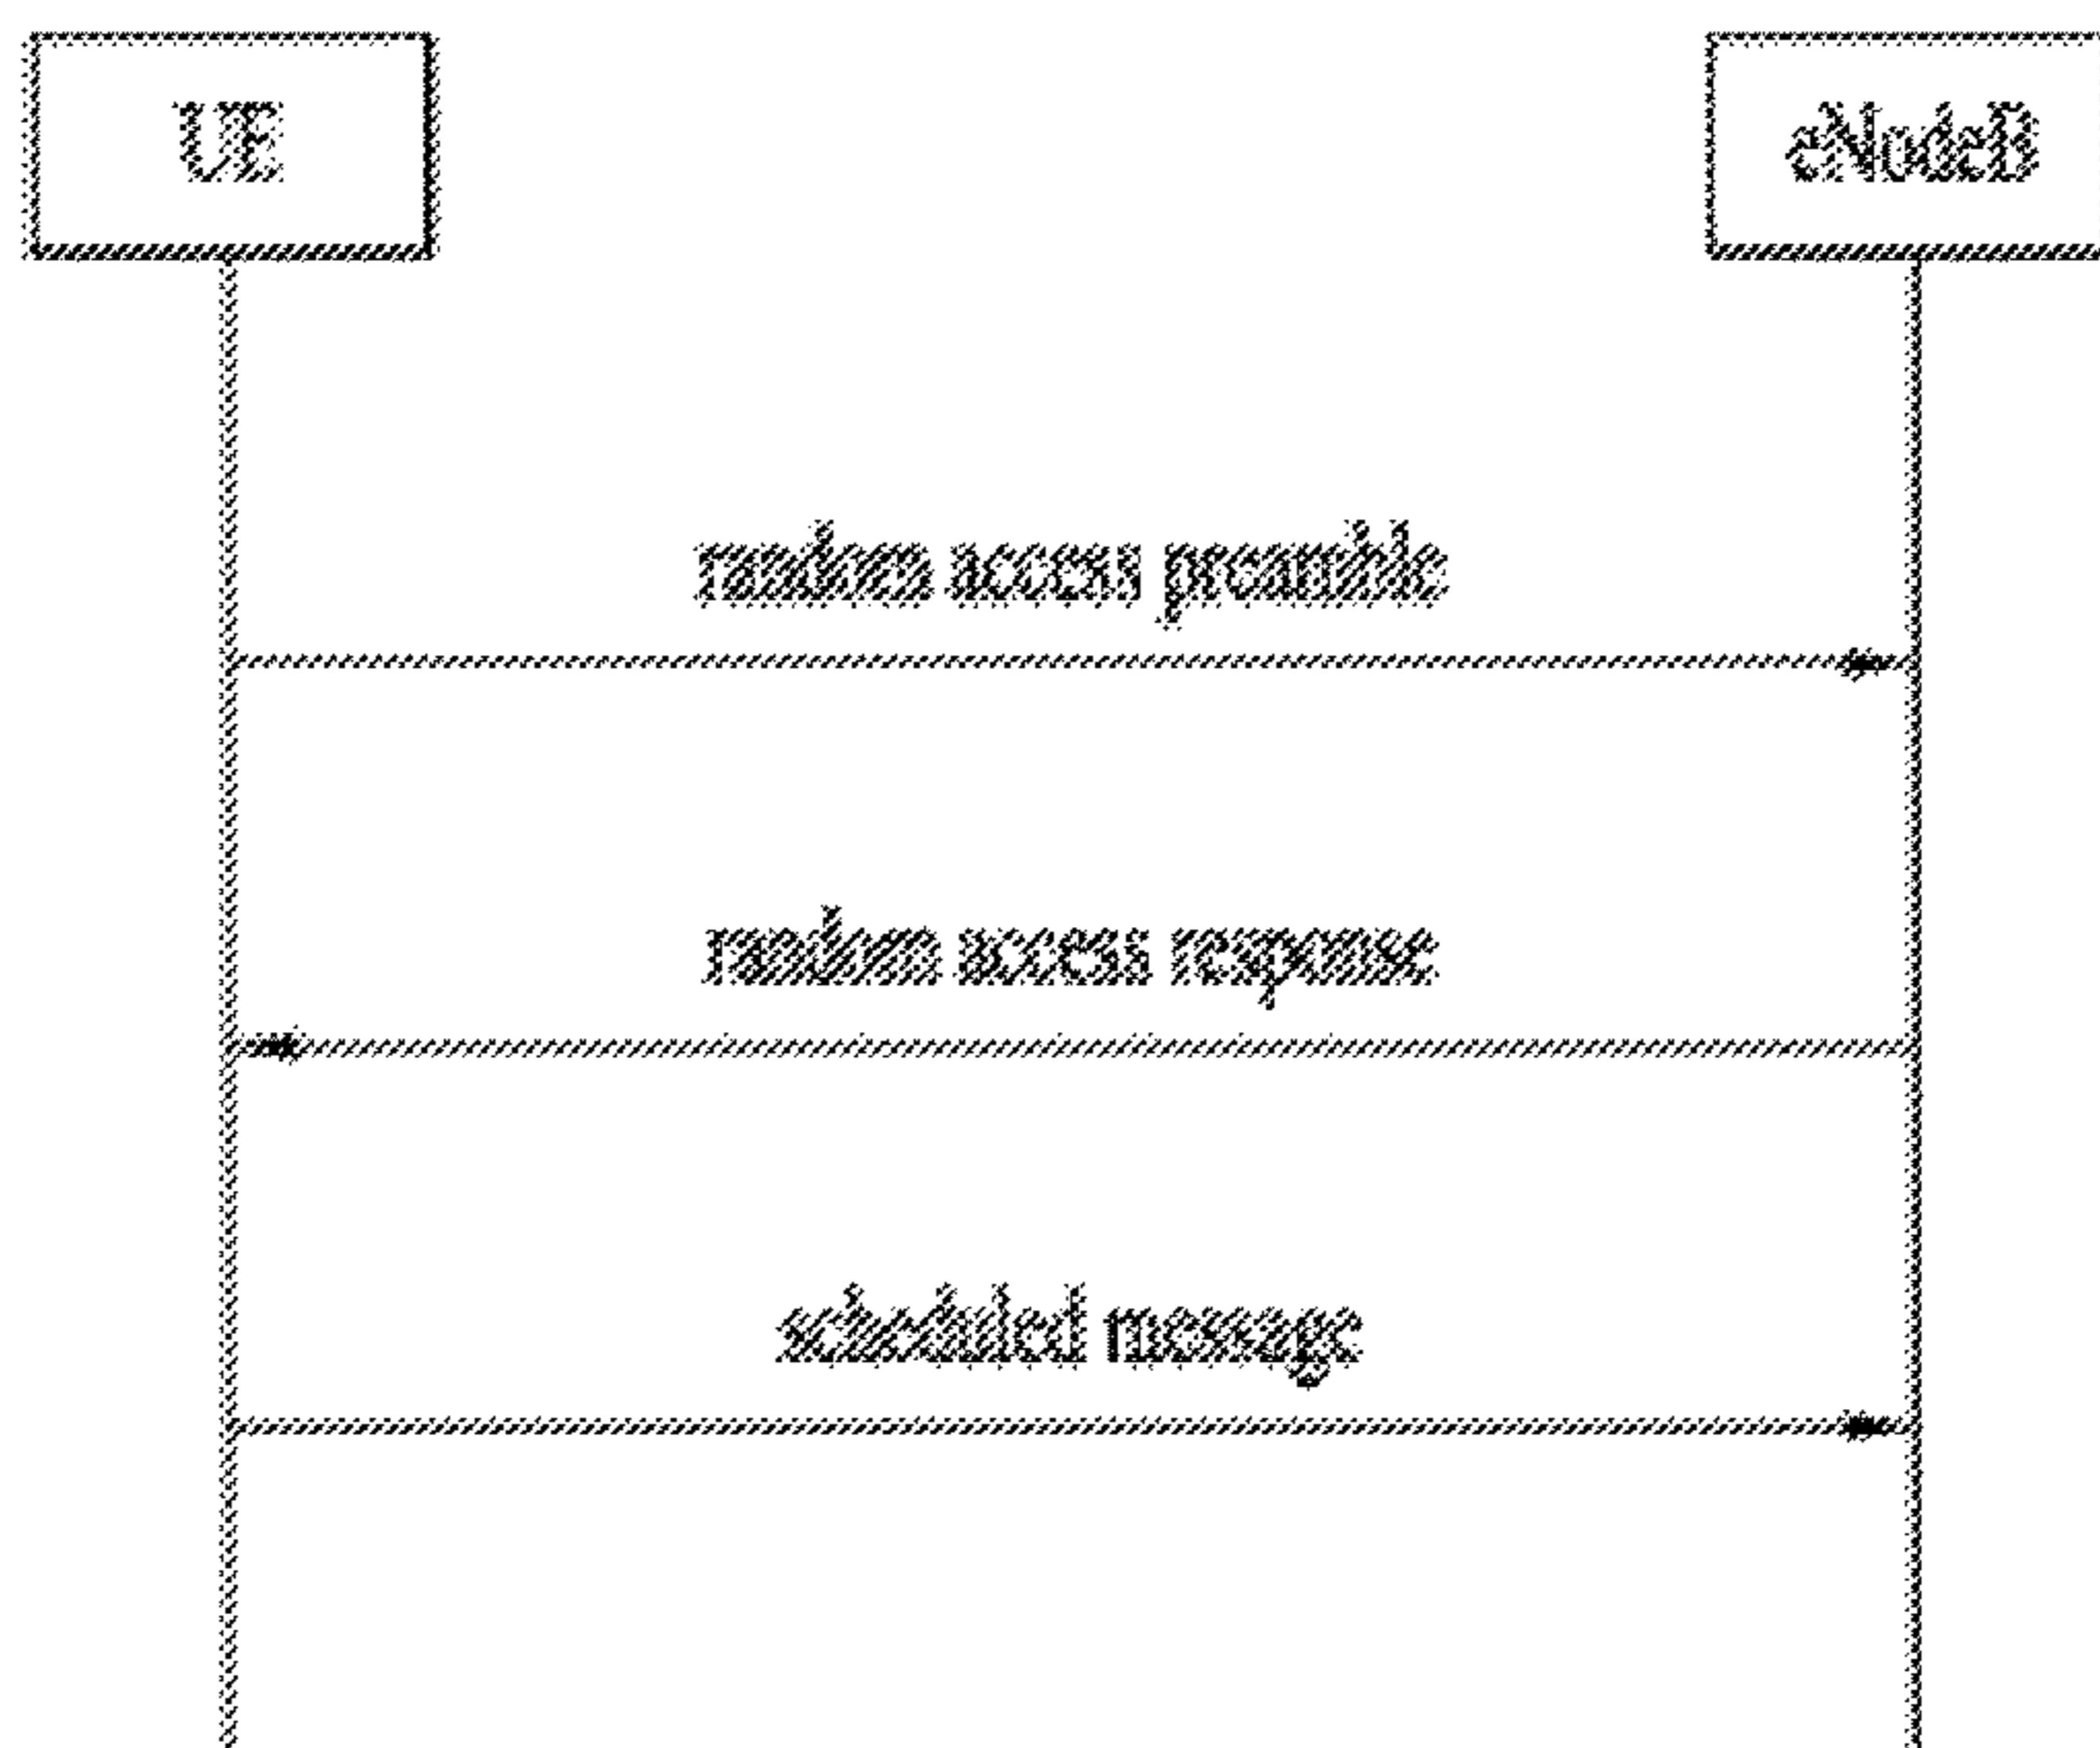 UE
eNodeB
random access preamble
random access response
scheduled message